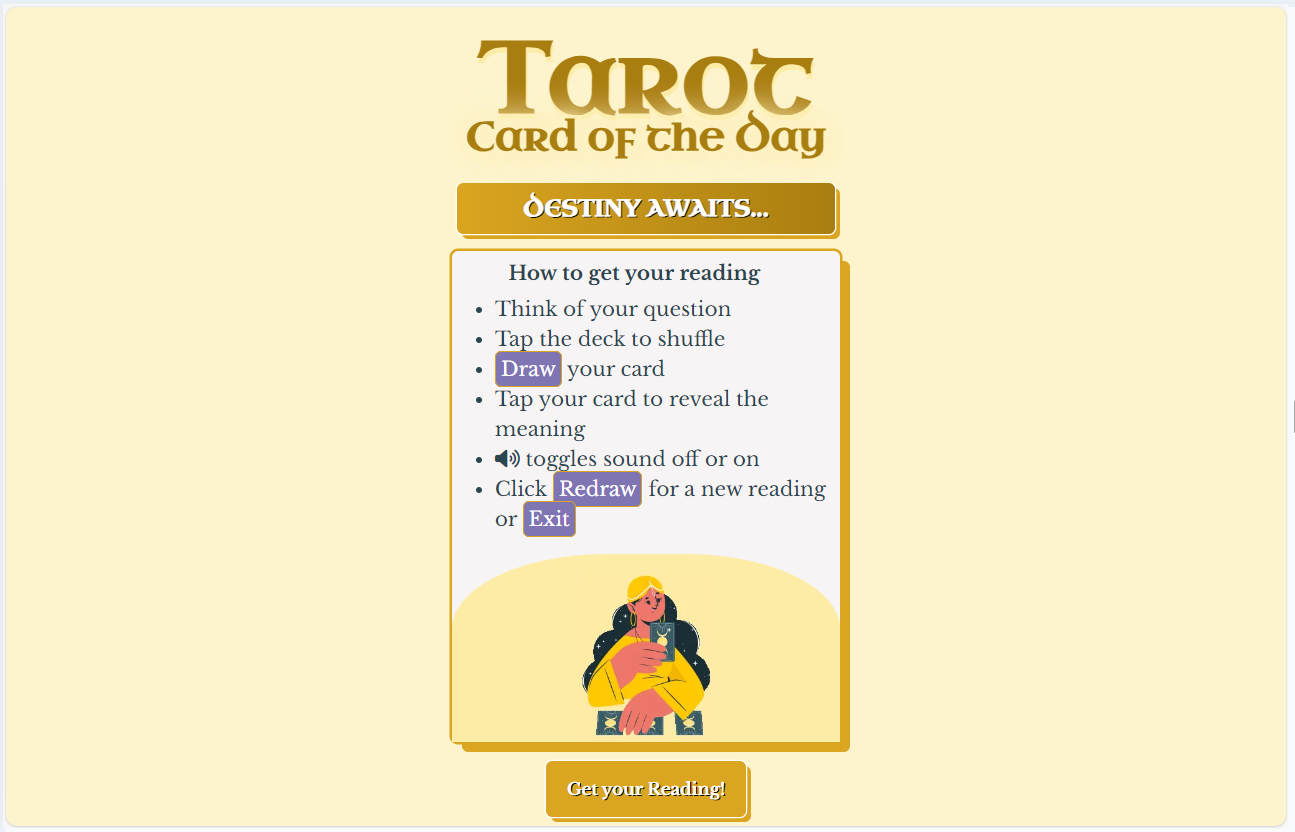 Tarot
Card of the Day
DESTINY AWAITS...
How to get your reading
Think of your question
Tap the deck to shuffle
Draw your card
Tap your card to reveal the
meaning
toggles sound off or on
Click Redraw for a new reading
or Exit
Get your Reading!